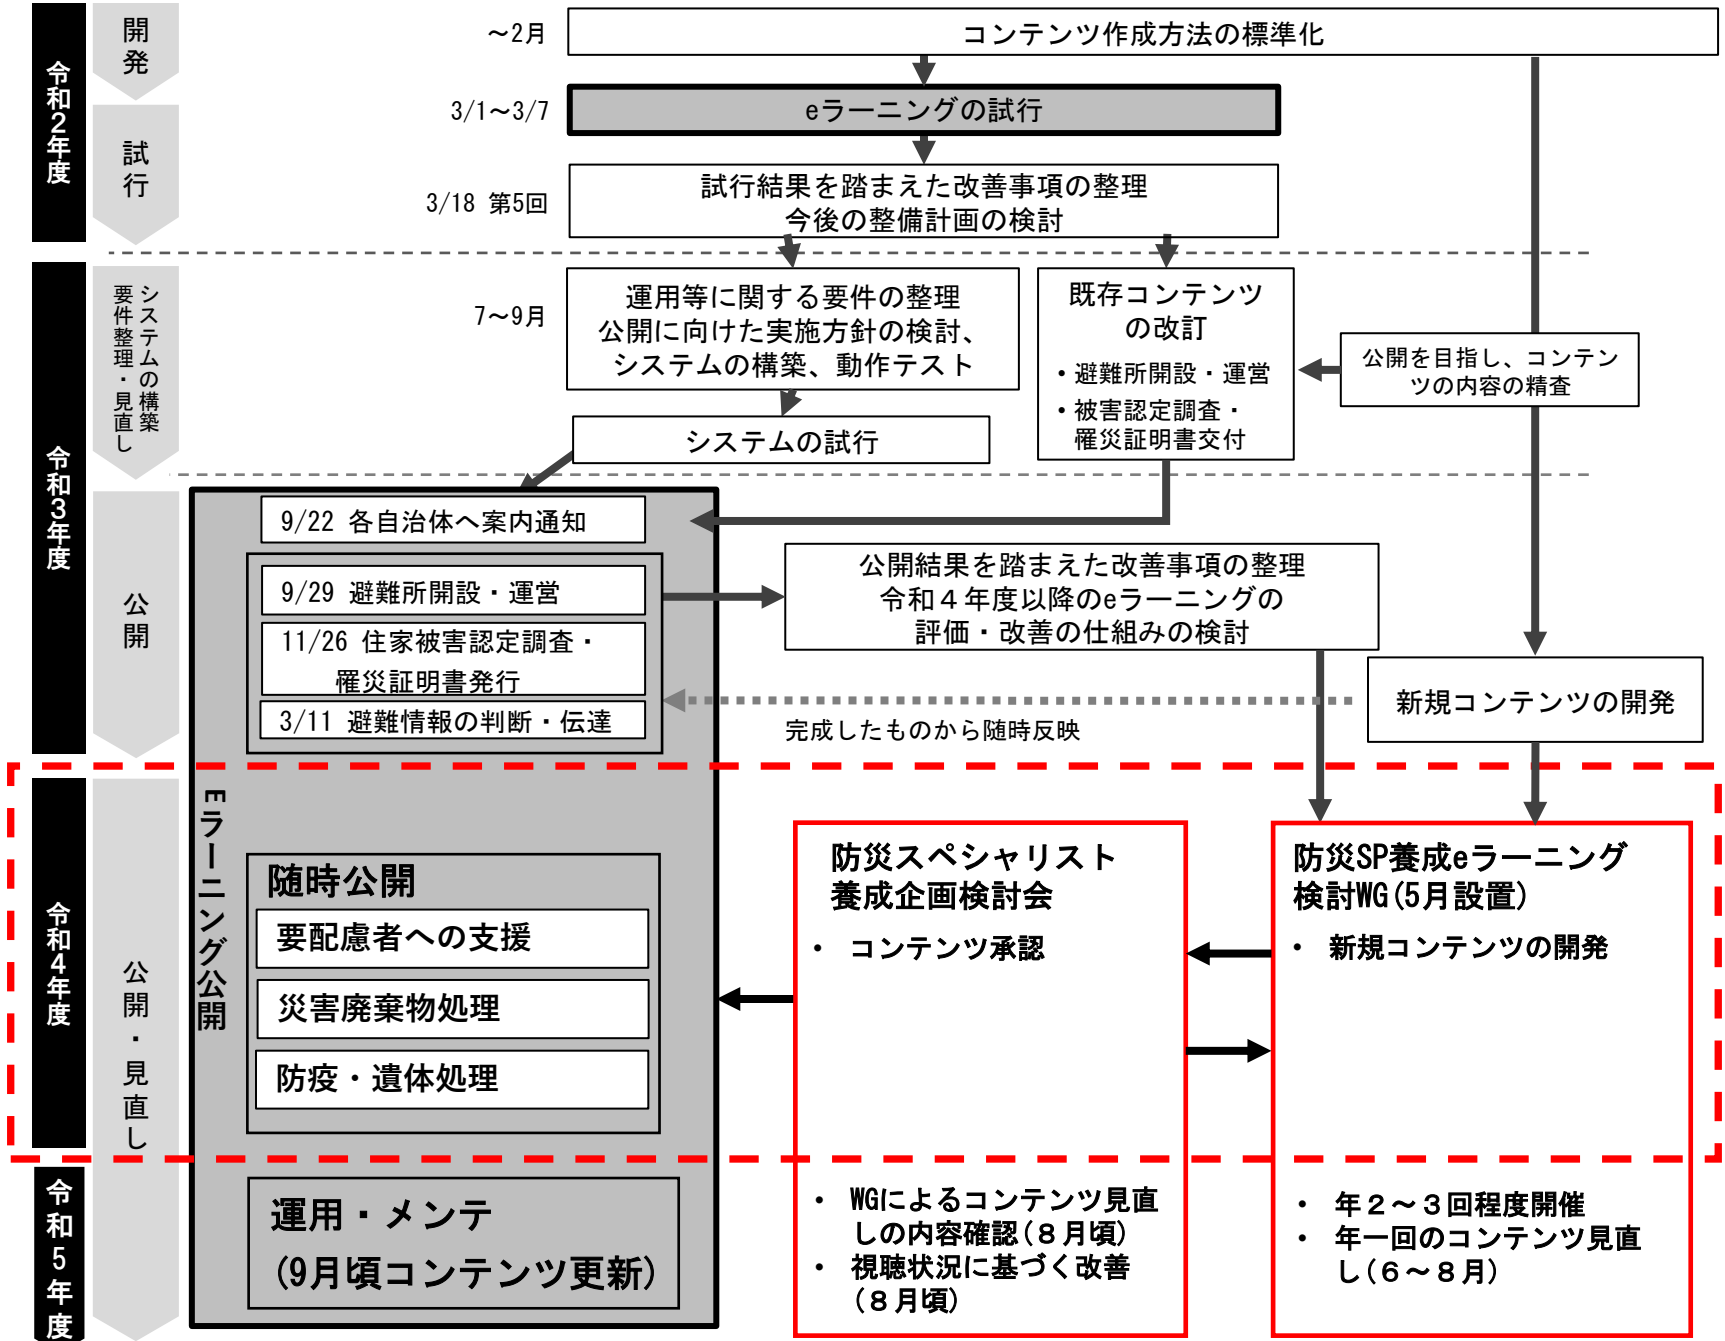 令和2年度
開発
～2月
コンテンツ作成方法の標準化
3/1～3/7
eラーニングの試行
試行
3/18 第5回
試行結果を踏まえた改善事項の整理
今後の整備計画の検討
令和3年度
システムの構築
要件整理・見直し
7～9月
運用等に関する要件の整理
公開に向けた実施方針の検討、
システムの構築、動作テスト
既存コンテンツ
の改訂
・避難所開設・運営
・被害認定調査・
罹災証明書交付
公開を目指し、コンテン
ツの内容の精査
システムの試行
公開
9/22 各自治体へ案内通知
9/29 避難所開設・運営
11/26 住家被害認定調査・
罹災証明書発行
3/11 避難情報の判断・伝達
公開結果を踏まえた改善事項の整理
令和４年度以降のeラーニングの
評価・改善の仕組みの検討
新規コンテンツの開発
完成したものから随時反映
令和4年度
公開・見直し
Eラーニング公開
随時公開
要配慮者への支援
災害廃棄物処理
防疫・遺体処理
防災スペシャリスト
養成企画検討会
・ コンテンツ承認
防災SP養成eラーニング
検討WG(5月設置)
・ 新規コンテンツの開発
令和5年度
運用・メンテ
(9月頃コンテンツ更新)
・ WGによるコンテンツ見直
しの内容確認(８月頃)
・ 視聴状況に基づく改善
(８月頃)
・ 年２～３回程度開催
・ 年一回のコンテンツ見直
し(６～８月)